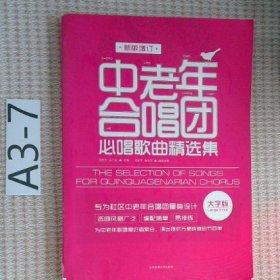 A3-7
新版增订
中老年
合唱团
必唱歌曲精选集
THE SELECTION OF SONGS
FOR QUINQUAGENARIAN CHORUS
大字版
专为社区中老年合唱团量身设计
选曲风格广泛 编配简单 易排练